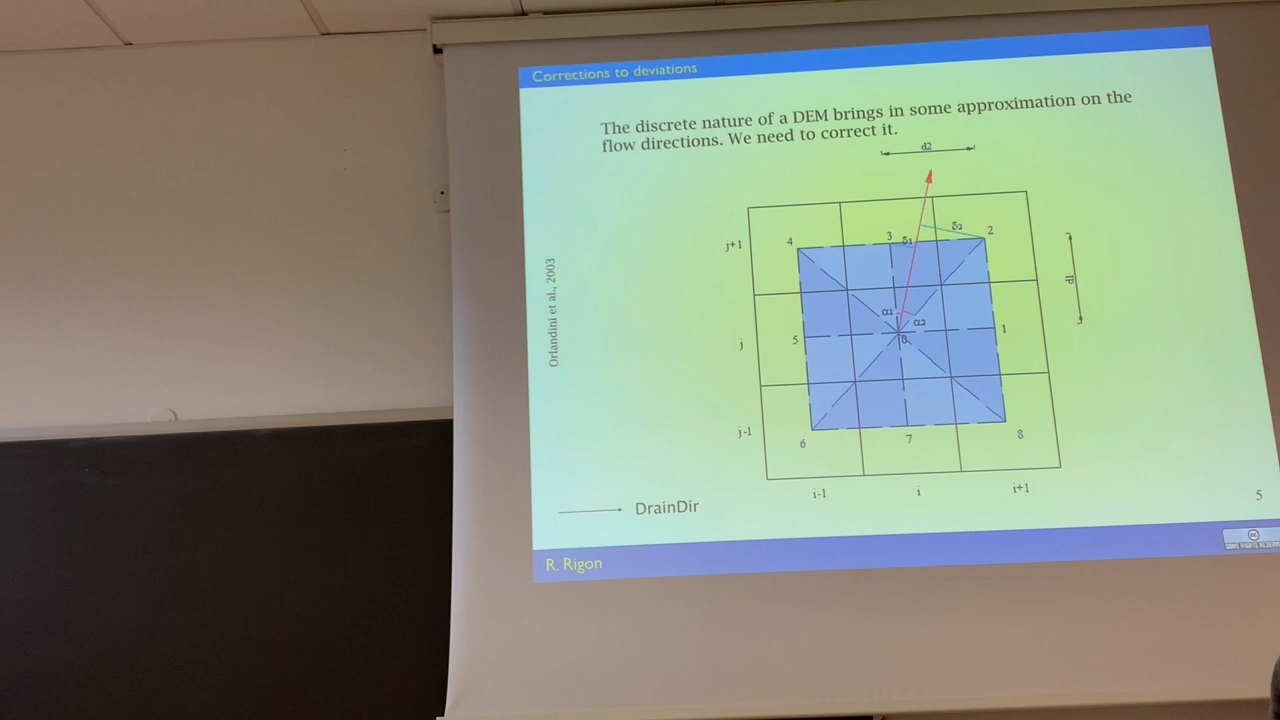 Corrections to deviations
The discrete nature of a DEM brings in some approximation on the
flow directions. We need to correct it.
d2
Orlandini et al., 2003
j+1
4
3
δ1
δ2
2
d1
α1
α2
j
5
0
1
j-1
6
7
8
i-1
i
i+1
DrainDir
5
R. Rigon
cc